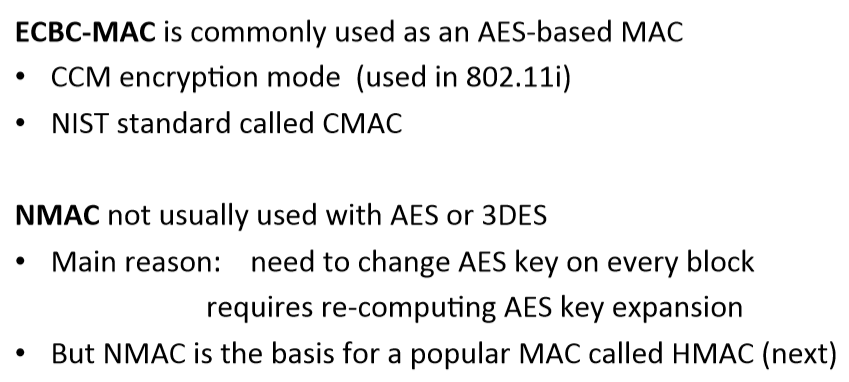 ECBC-MAC is commonly used as an AES-based MAC
• CCM encryption mode (used in 802.11i)
• NIST standard called CMAC
NMAC not usually used with AES or 3DES
• Main reason: need to change AES key on every block
requires re-computing AES key expansion
• But NMAC is the basis for a popular MAC called HMAC (next)